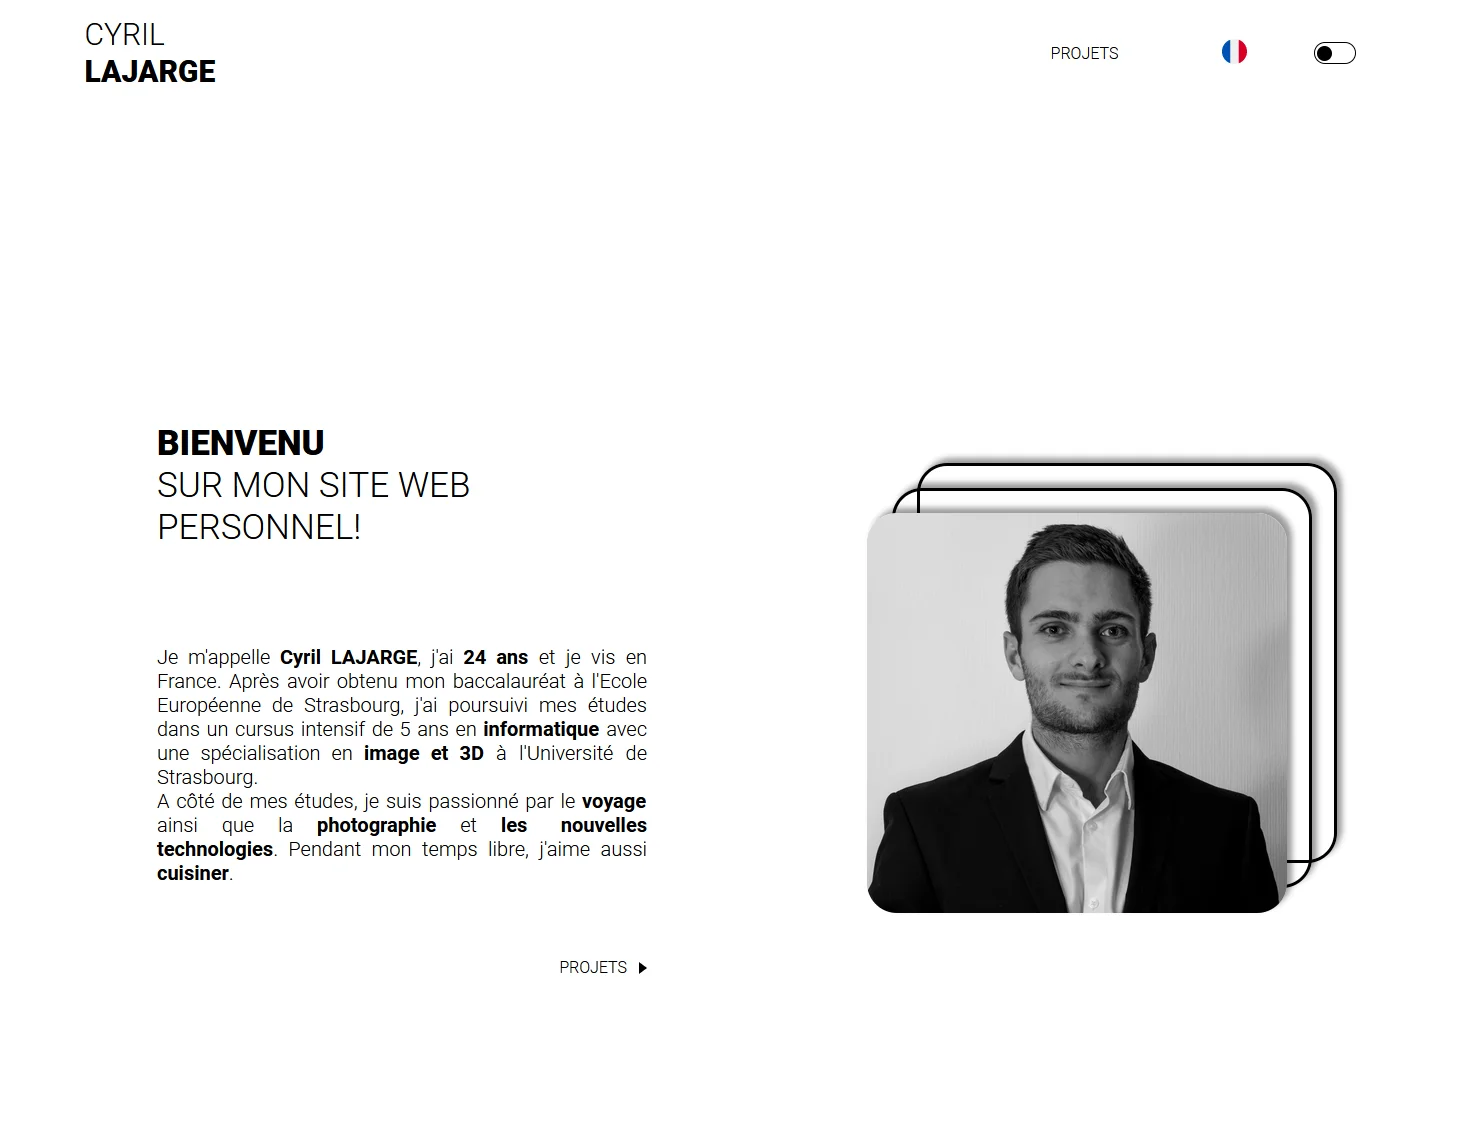 CYRIL
LAJARGE
PROJETS
BIENVENU
SUR MON SITE WEB
PERSONNEL!
Je m'appelle Cyril LAJARGE, j'ai 24 ans et je vis en
France. Après avoir obtenu mon baccalauréat à l'Ecole
Européenne de Strasbourg, j'ai poursuivi mes études
dans un cursus intensif de 5 ans en informatique avec
une spécialisation en image et 3D à l'Université de
Strasbourg.
A côté de mes études, je suis passionné par le voyage
ainsi que la photographie et les nouvelles
technologies. Pendant mon temps libre, j'aime aussi
cuisiner.
PROJETS